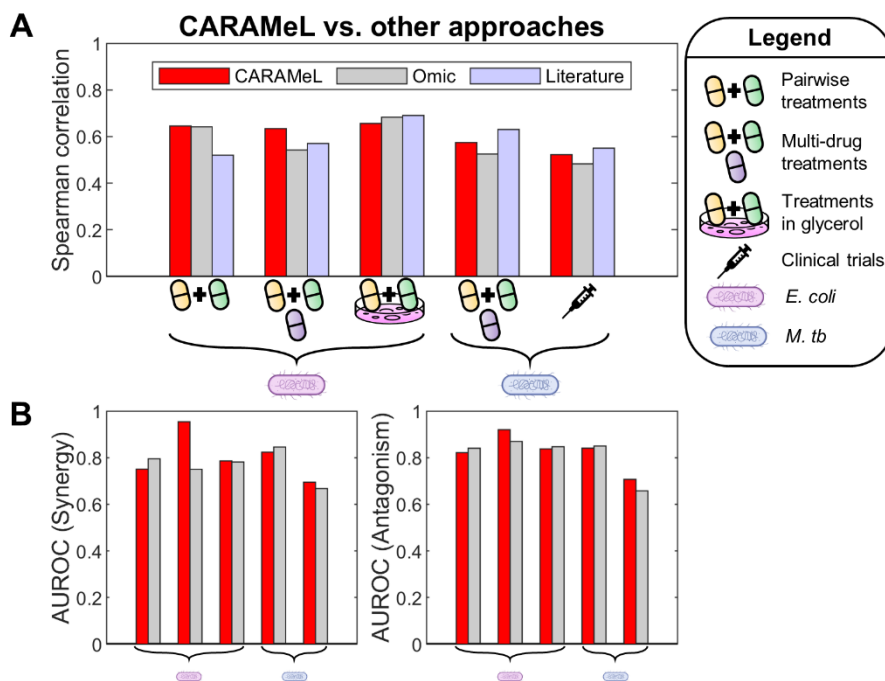 A
CARAMeL vs. other approaches
Spearman correlation
1
0.8
0.6
0.4
0.2
0
CARAMeL
Omic
Literature
Legend
Pairwise
treatments
Multi-drug
treatments
Treatments
in glycerol
Clinical trials
E. coli
M. tb
B
AUROC (Synergy)
1
0.8
0.6
0.4
0.2
0
AUROC (Antagonism)
1
0.8
0.6
0.4
0.2
0